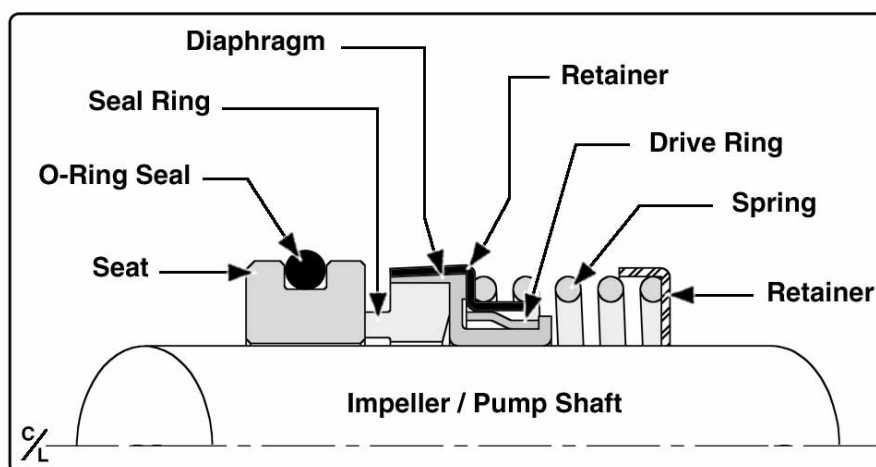 Diaphragm
Retainer
Seal Ring
Drive Ring
O-Ring Seal
Spring
Seat
Retainer
Impeller / Pump Shaft
C/L